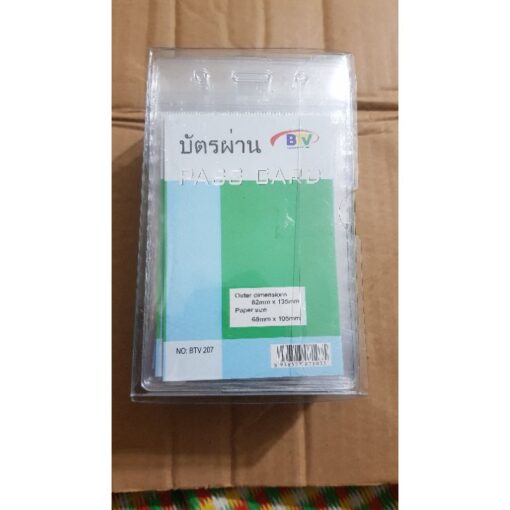 บัตรผ่าน
BTV
PASS CARD
Outer dimensions
82mm x 135mm
Paper size
68mm x 105mm
NO: BTV 207